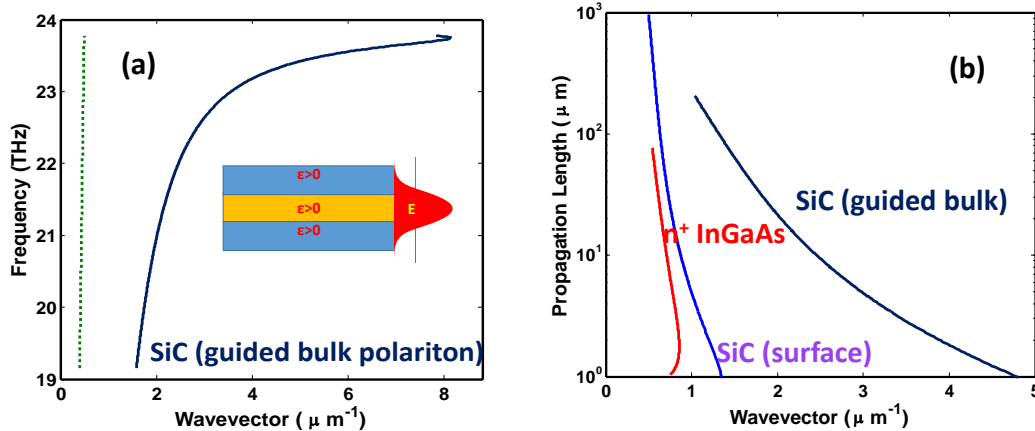 (a)
Frequency (THz)
24
23
22
21
20
19
ε>0
ε>0
E
ε>0
SiC (guided bulk polariton)
0
2
4
6
8
Wavevector ( μ m⁻¹)
(b)
Propagation Length ( μ m)
10³
10²
10¹
10⁰
SiC (guided bulk)
n⁺ InGaAs
SiC (surface)
0
1
2
3
4
5
Wavevector ( μ m⁻¹)